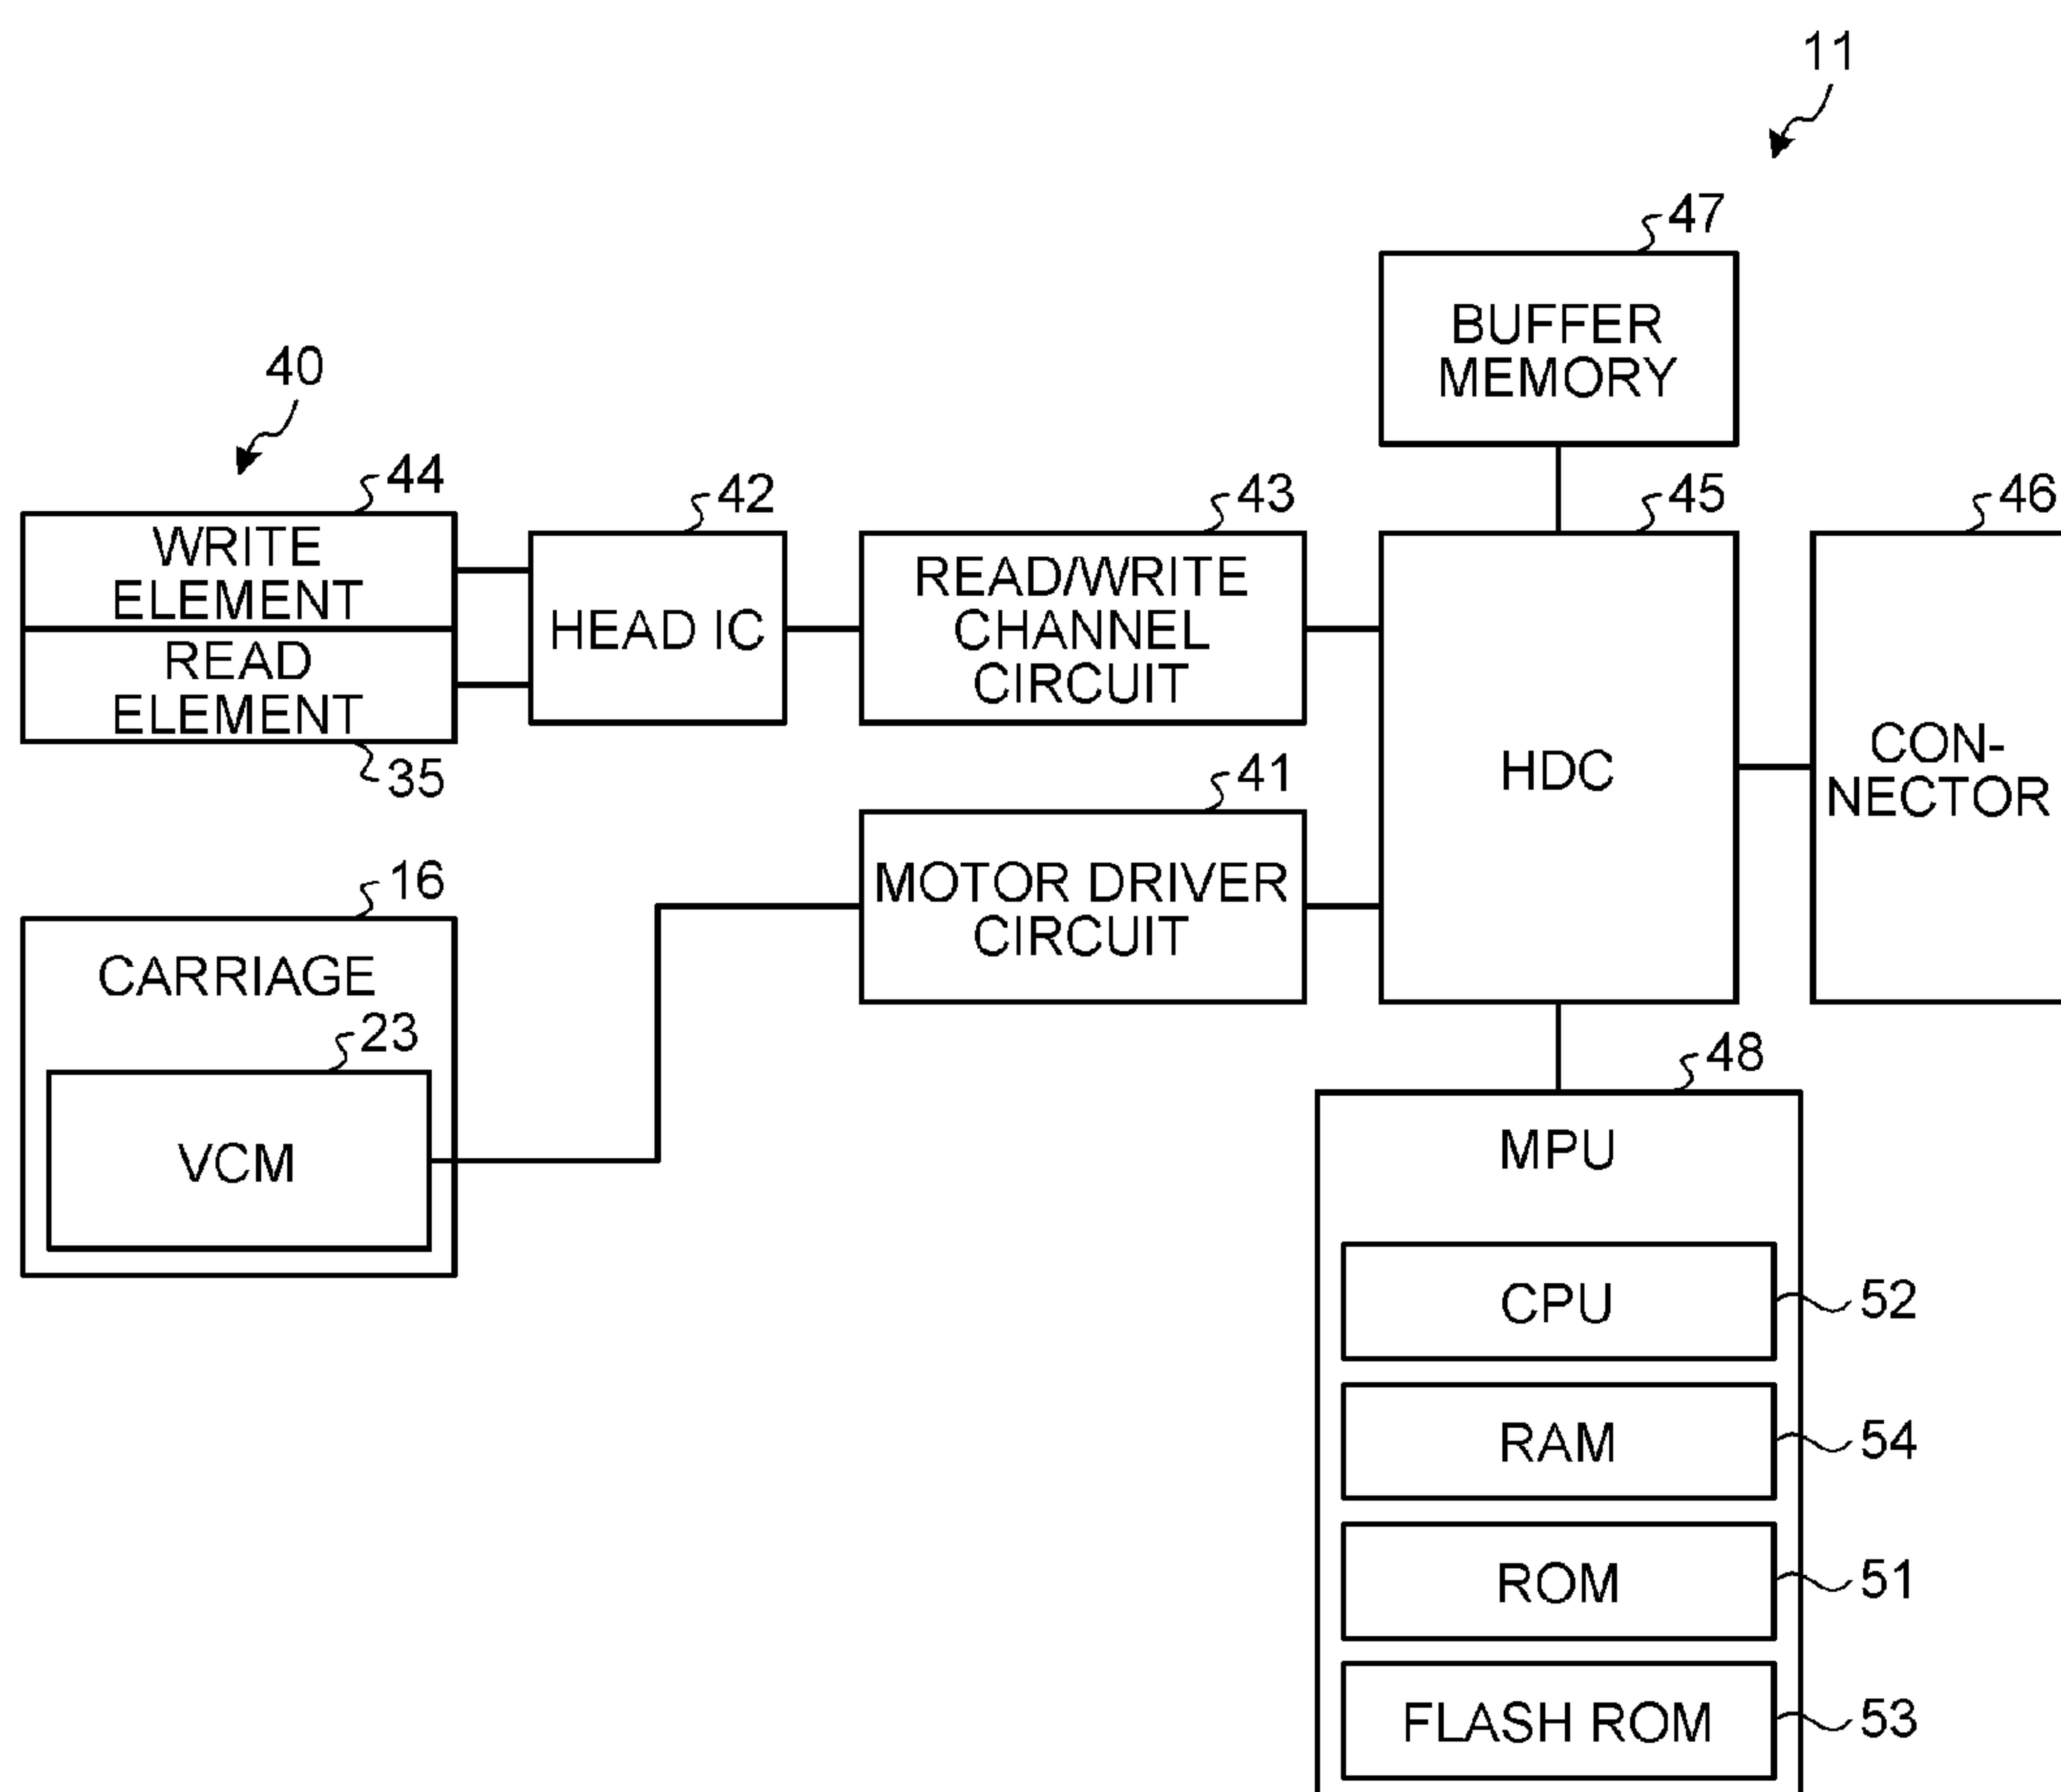 11
47
BUFFER
MEMORY
40
44
42
43
45
46
WRITE
ELEMENT
READ
ELEMENT
35
HEAD IC
READ/WRITE
CHANNEL
CIRCUIT
HDC
CON-
NECTOR
41
MOTOR DRIVER
CIRCUIT
16
CARRIAGE
23
VCM
48
MPU
CPU
52
RAM
54
ROM
51
FLASH ROM
53